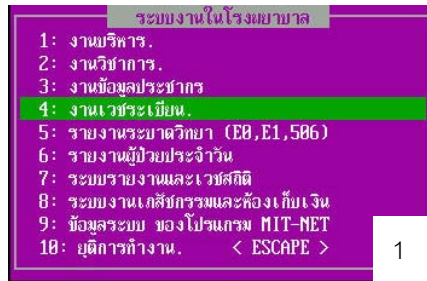 ระบบงานในโรงพยาบาล
1: งานบริหาร.
2: งานวิชาการ.
3: งานข้อมูลประชากร
4: งานเวชระเบียน.
5: รายงานระบาดวิทยา (E0,E1,506)
6: รายงานผู้ป่วยประจำวัน
7: ระบบรายงานและเวชสถิติ
8: ระบบงานเภสัชกรรมและห้องเก็บเงิน
9: ข้อมูลระบบ ของโปรแกรม MIT-NET
10: ยุติการทำงาน. < ESCAPE >
1